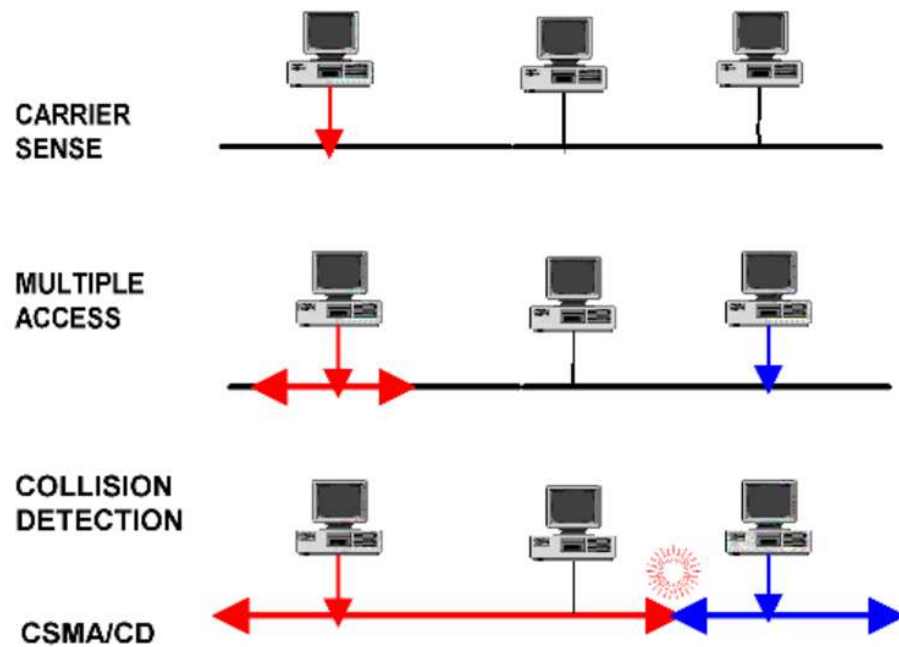 CARRIER
SENSE
MULTIPLE
ACCESS
COLLISION
DETECTION
CSMA/CD